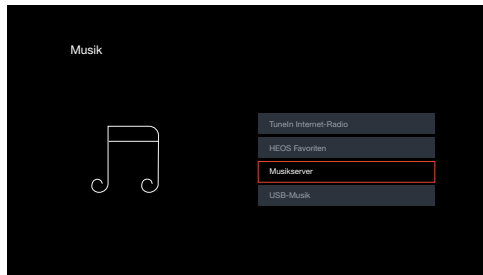 Musik
TuneIn Internet-Radio
HEOS Favoriten
Musikserver
USB-Musik